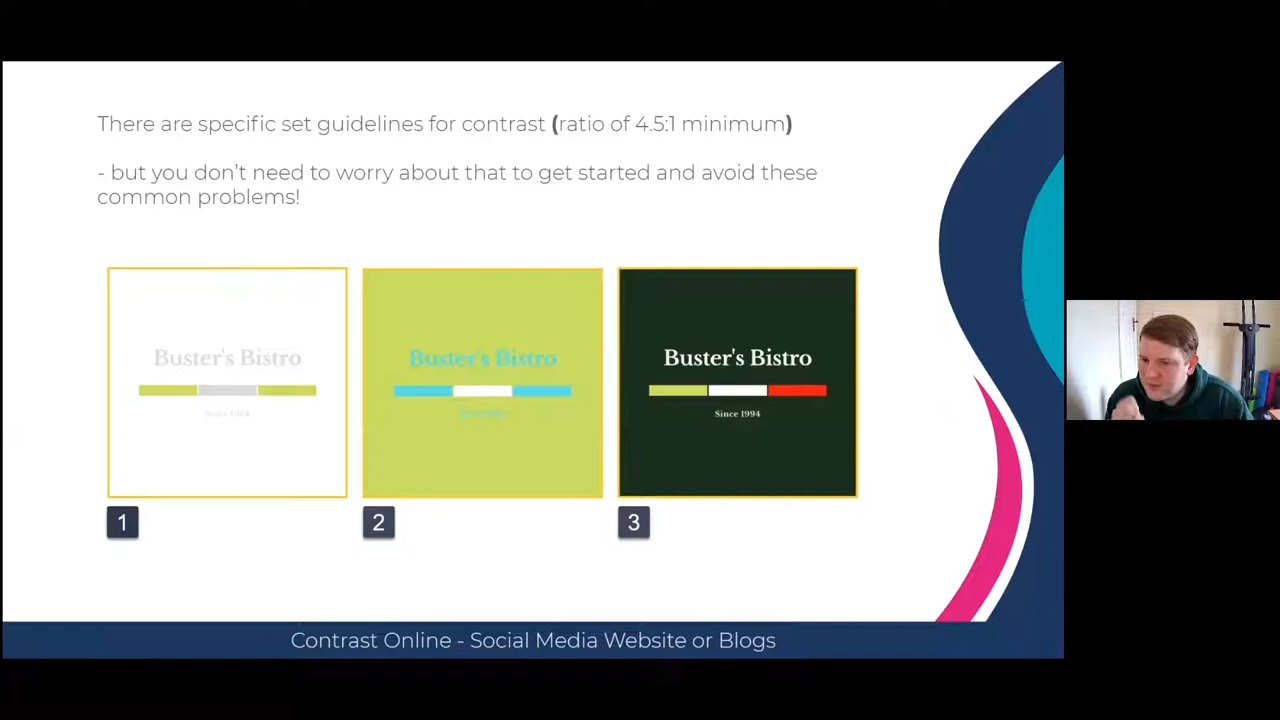 There are specific set guidelines for contrast (ratio of 4.5:1 minimum)
- but you don't need to worry about that to get started and avoid these
common problems!
Buster's Bistro
Since 1994
Buster's Bistro
Buster's Bistro
Since 1994
1
2
3
Contrast Online - Social Media Website or Blogs